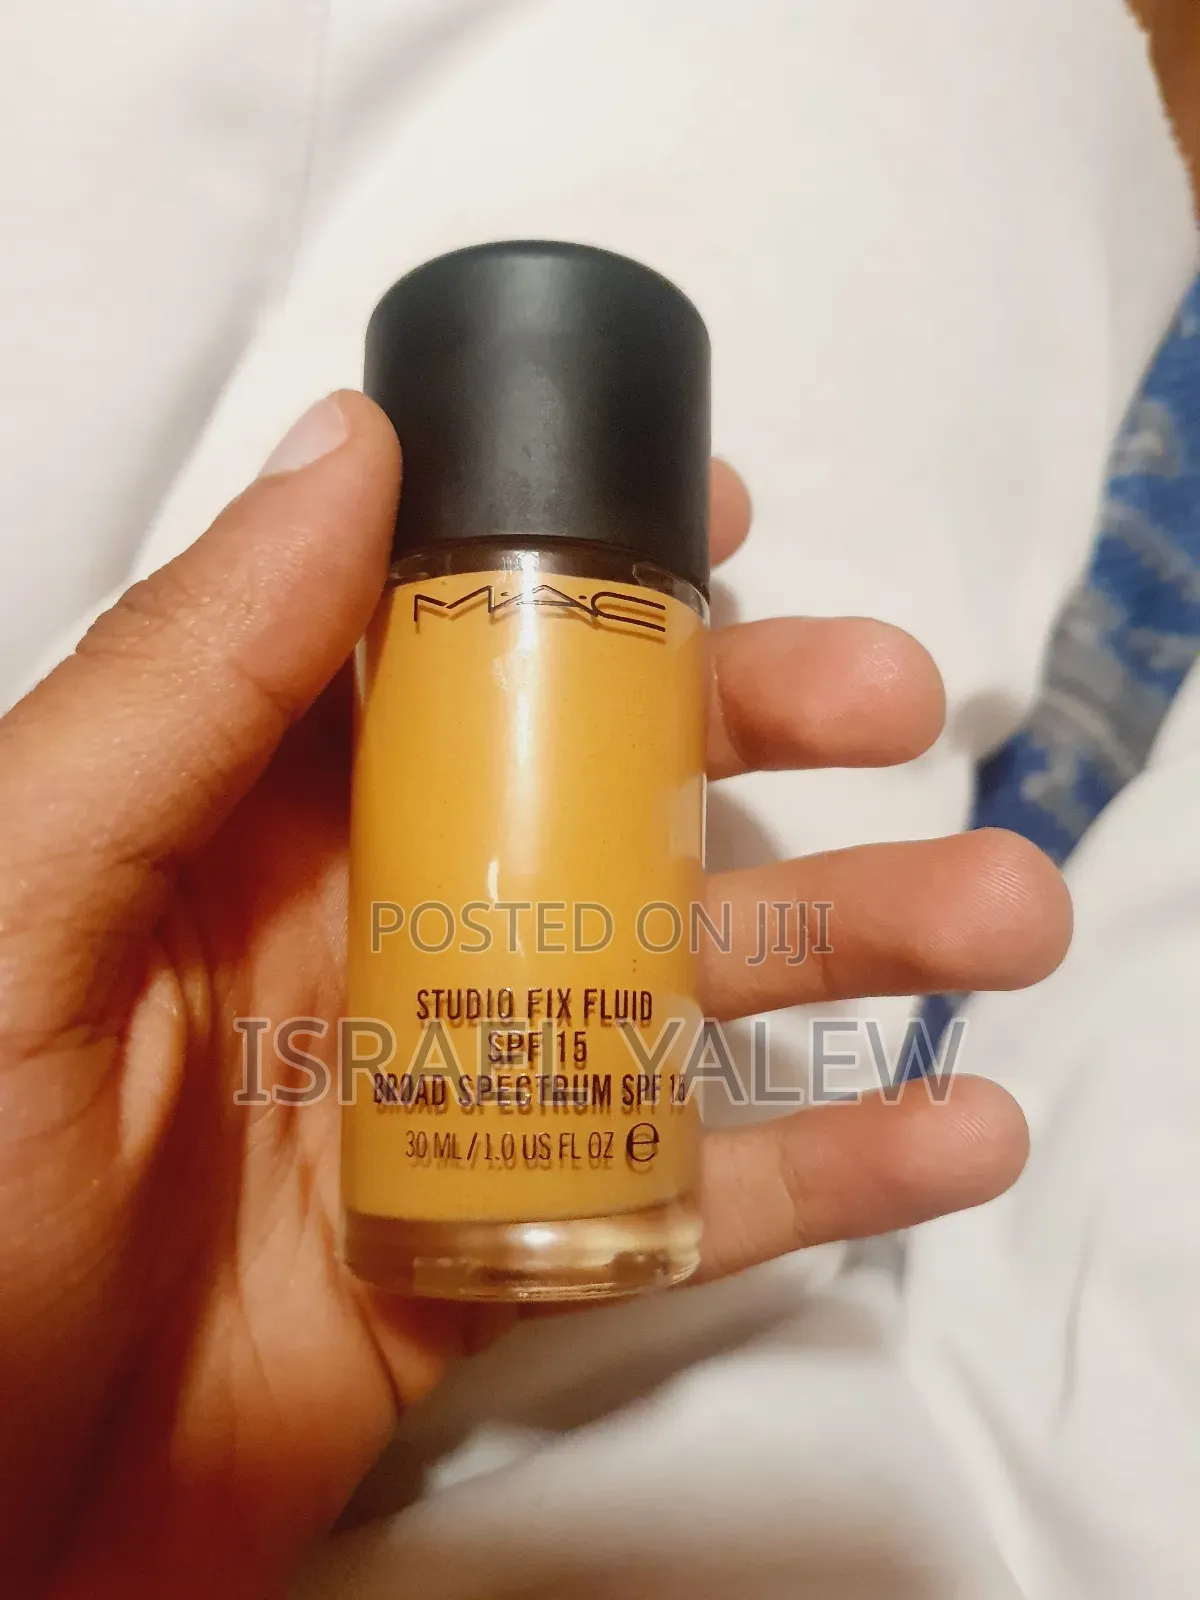 M·A·C
POSTED ON JIJI
STUDIO FIX FLUID
ISRAEL YALEW
SPF 15
BROAD SPECTRUM SPF 15
30 ML / 1.0 US FL OZ e